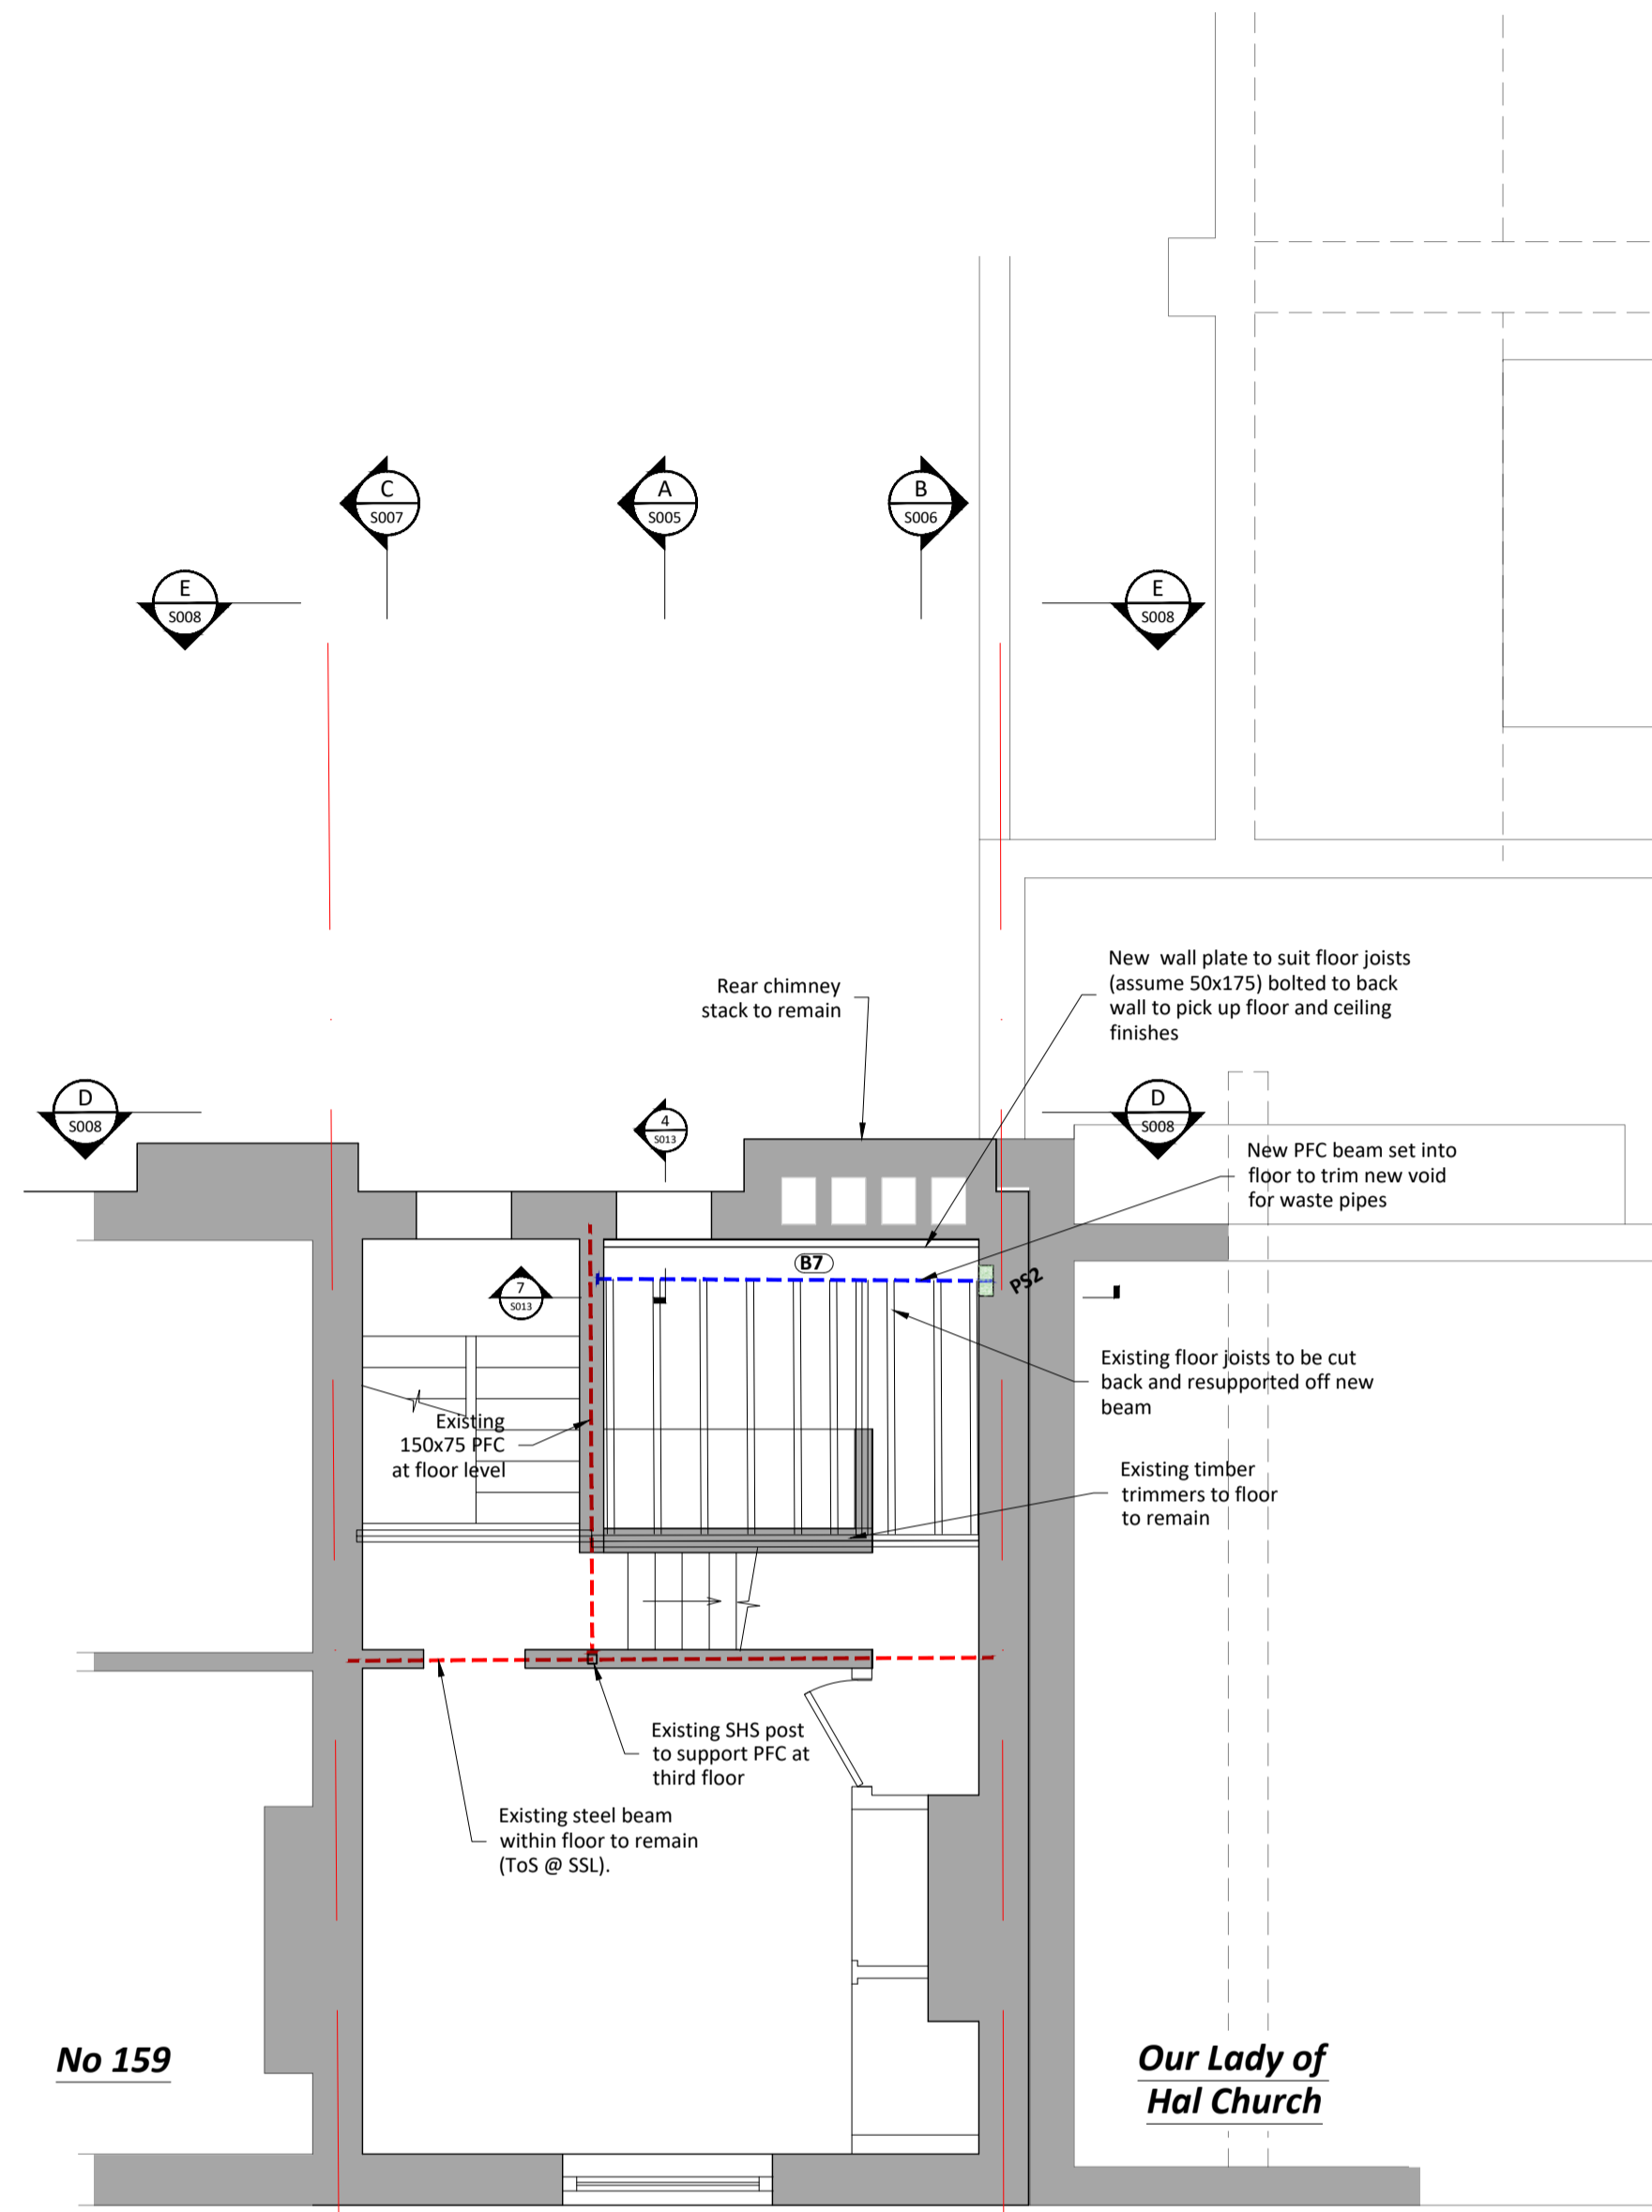 C
S007
A
S005
B
S006
E
S008
E
S008
New wall plate to suit floor joists
(assume 50x175) bolted to back
wall to pick up floor and ceiling
finishes
Rear chimney
stack to remain
D
S008
4
S013
D
S008
New PFC beam set into
floor to trim new void
for waste pipes
B7
PS2
7
S013
Existing floor joists to be cut
back and resupported off new
beam
Existing
150x75 PFC
at floor level
Existing timber
trimmers to floor
to remain
Existing SHS post
to support PFC at
third floor
Existing steel beam
within floor to remain
(ToS @ SSL).
No 159
Our Lady of
Hal Church